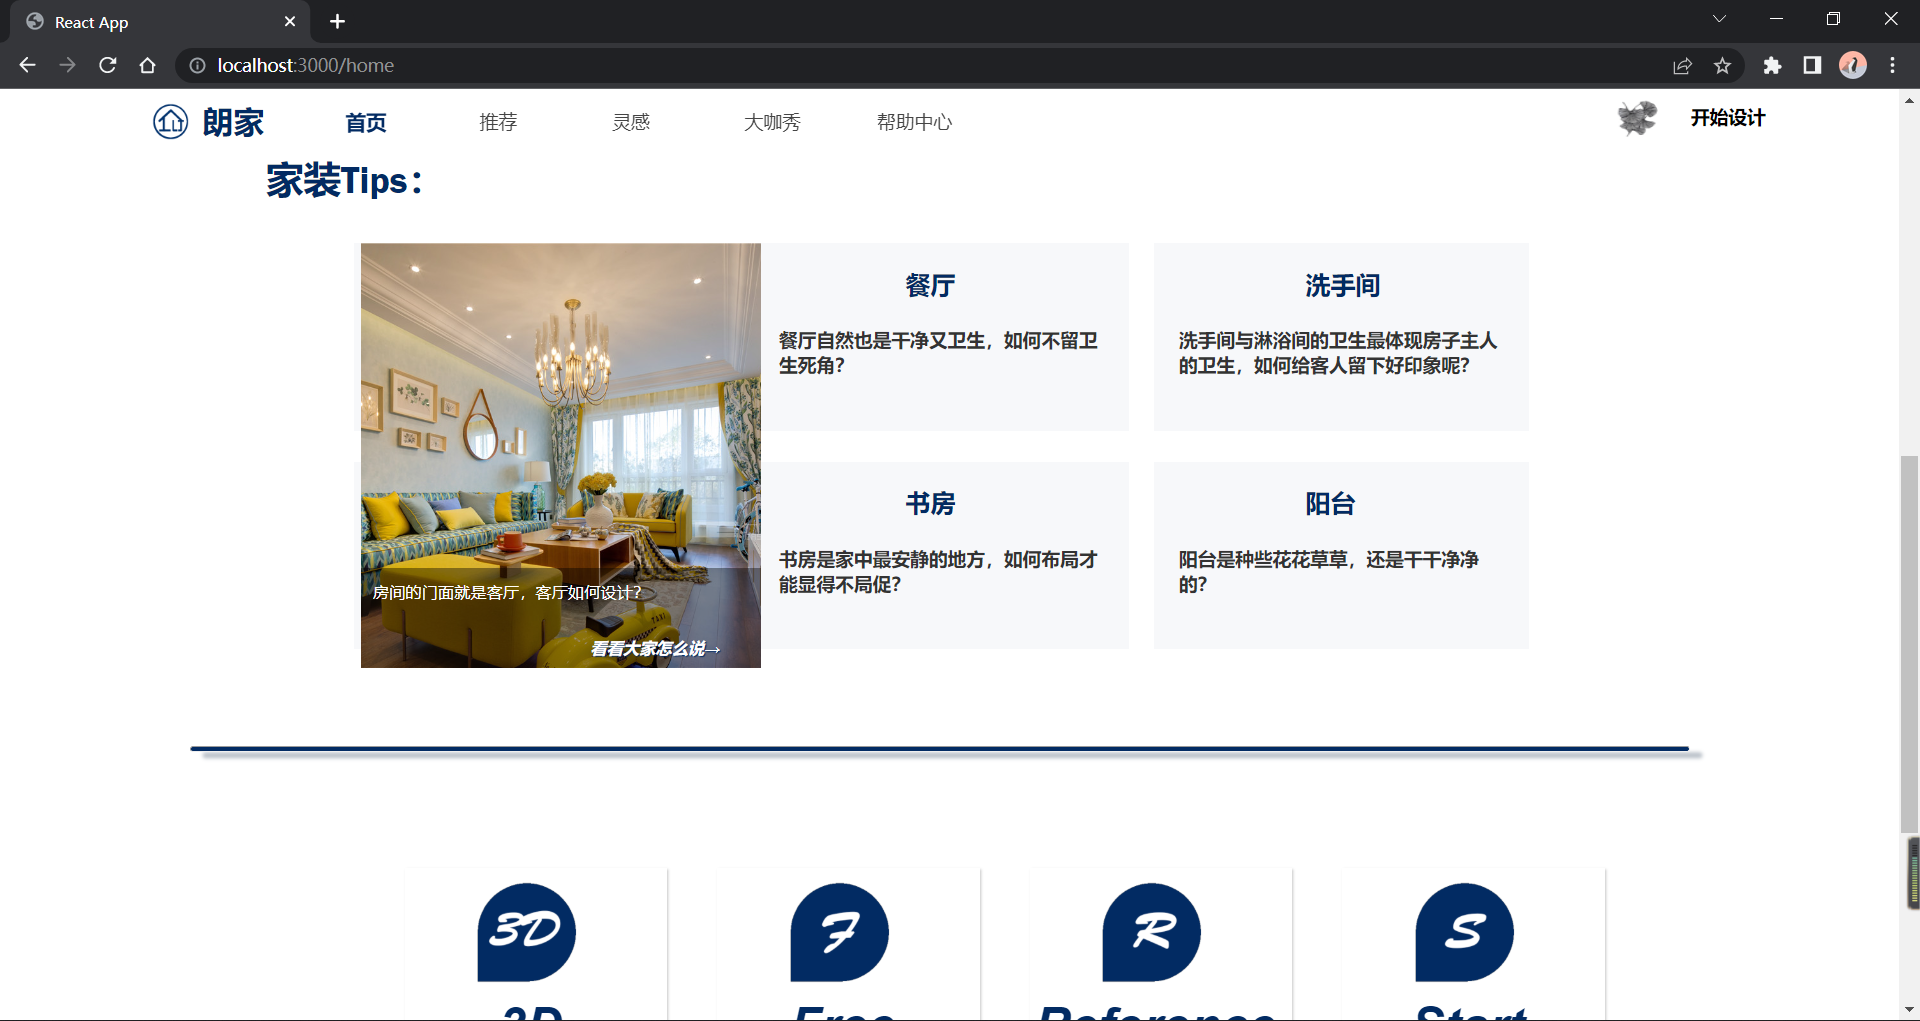 React App
localhost:3000/home
朗家
首页
推荐
灵感
大咖秀
帮助中心
开始设计
家装Tips：
房间的门面就是客厅，客厅如何设计？
看看大家怎么说→
餐厅
餐厅自然也是干净又卫生，如何不留卫
生死角？
洗手间
洗手间与淋浴间的卫生最体现房子主人
的卫生，如何给客人留下好印象呢？
书房
书房是家中最安静的地方，如何布局才
能显得不局促？
阳台
阳台是种些花花草草，还是干干净净
的？
3D
F
R
S
3D
Free
Reference
Start